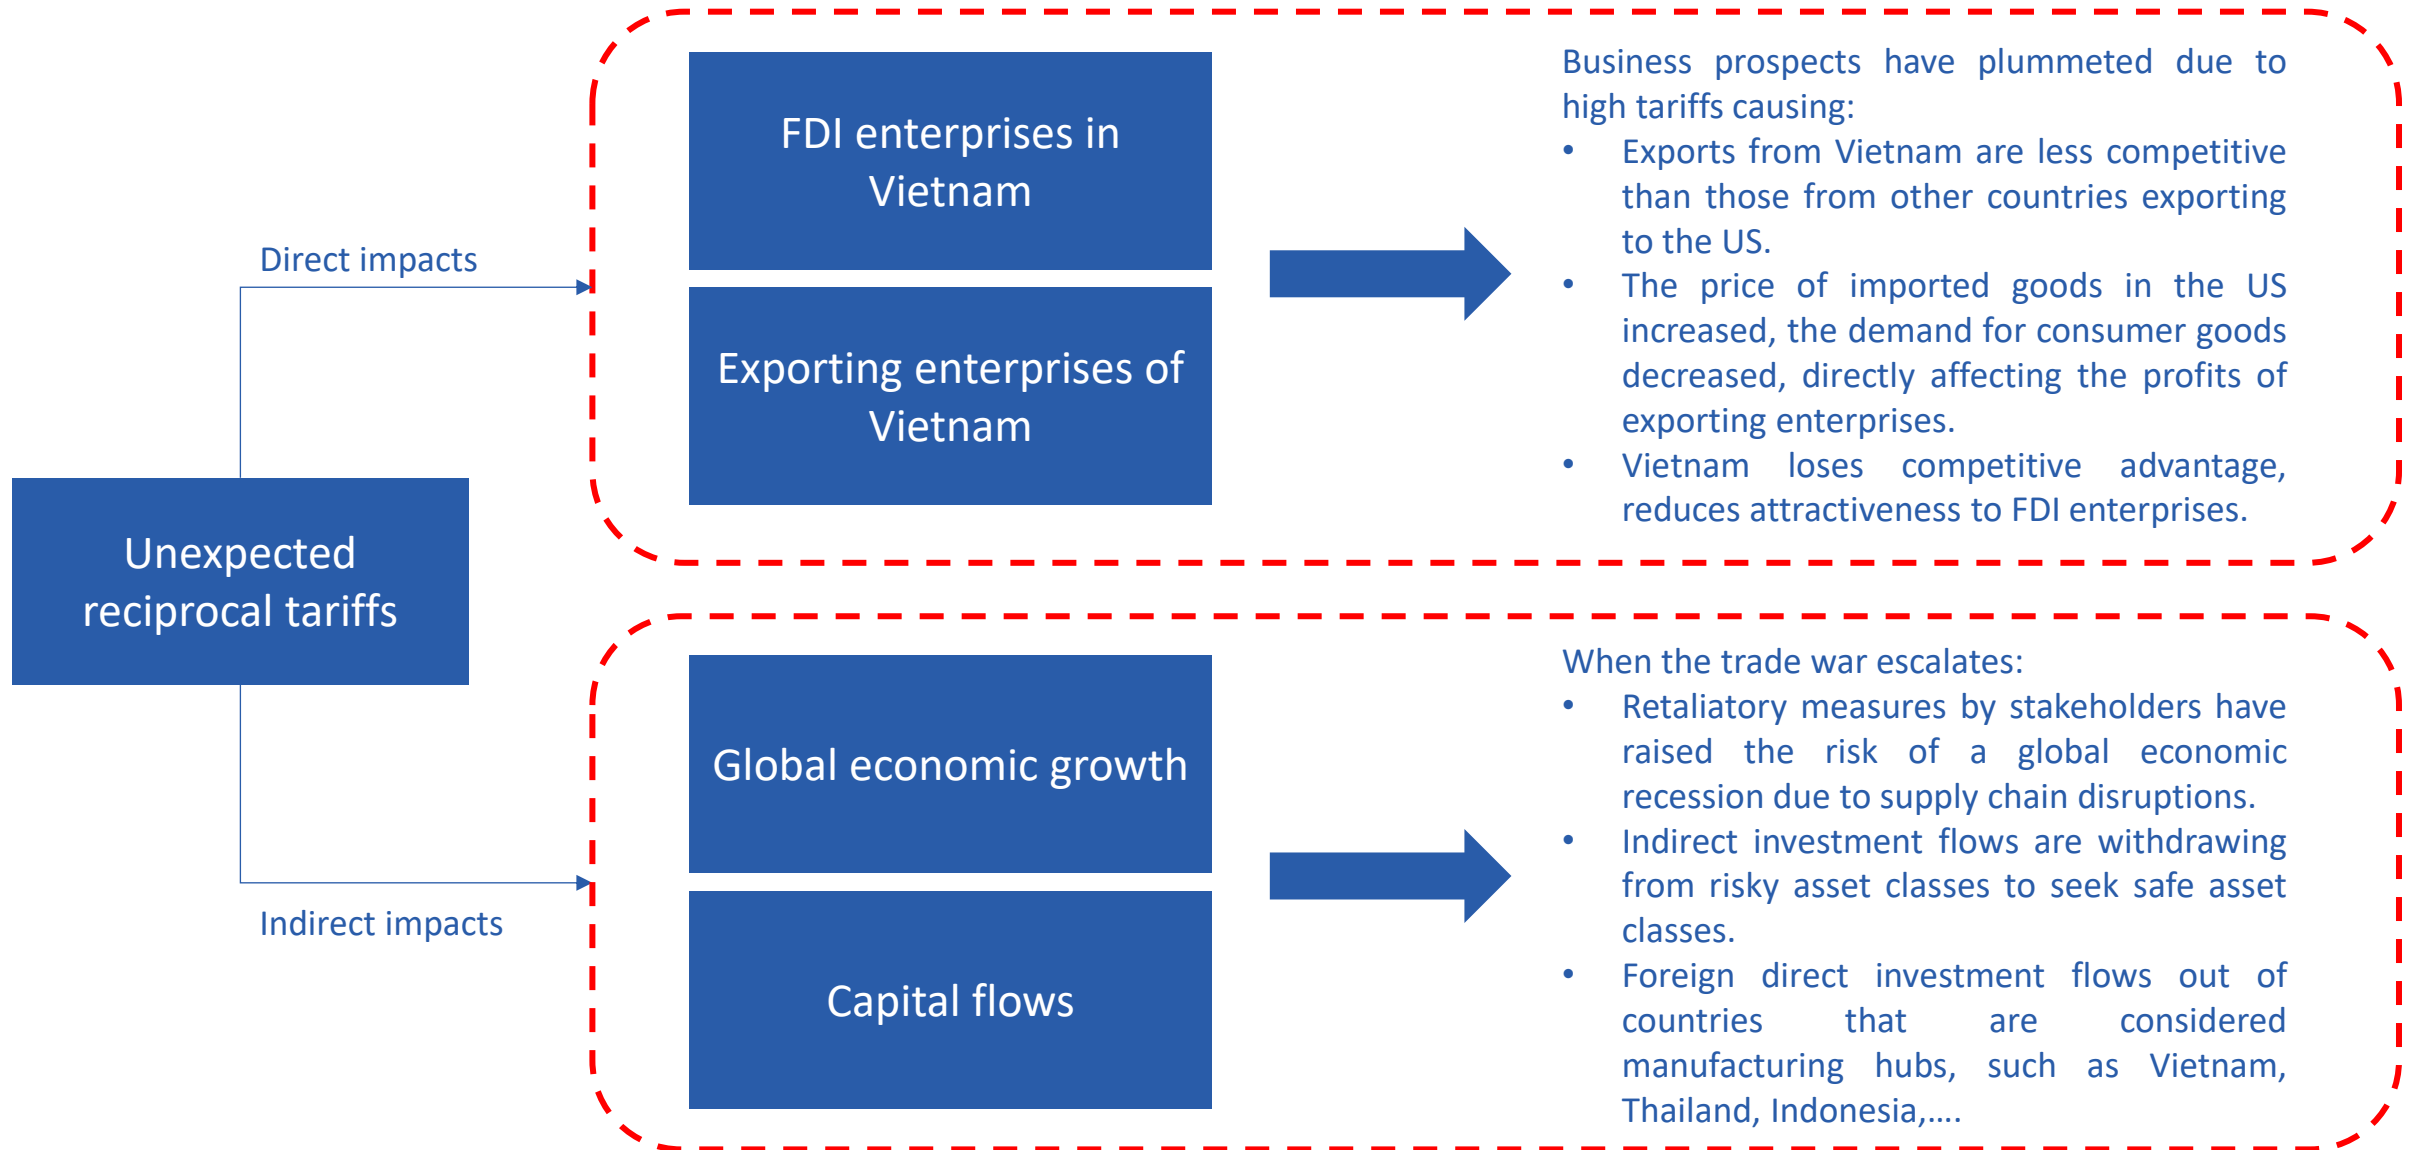 Unexpected
reciprocal tariffs
Direct impacts
FDI enterprises in
Vietnam
Exporting enterprises of
Vietnam
Business prospects have plummeted due to
high tariffs causing:
• Exports from Vietnam are less competitive
than those from other countries exporting
to the US.
• The price of imported goods in the US
increased, the demand for consumer goods
decreased, directly affecting the profits of
exporting enterprises.
• Vietnam loses competitive advantage,
reduces attractiveness to FDI enterprises.
Indirect impacts
Global economic growth
Capital flows
When the trade war escalates:
• Retaliatory measures by stakeholders have
raised the risk of a global economic
recession due to supply chain disruptions.
• Indirect investment flows are withdrawing
from risky asset classes to seek safe asset
classes.
• Foreign direct investment flows out of
countries that are considered
manufacturing hubs, such as Vietnam,
Thailand, Indonesia,....